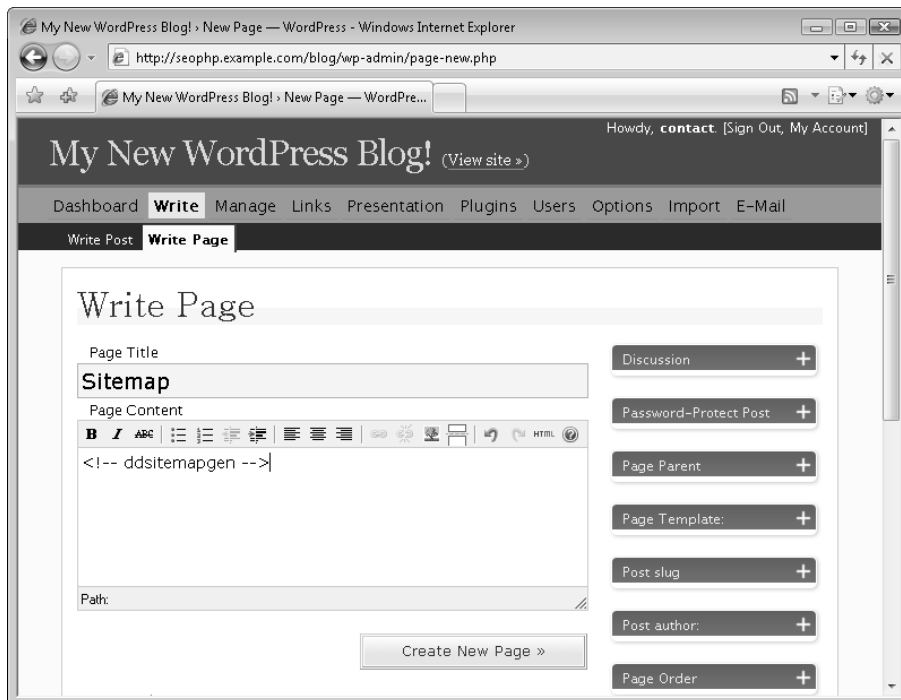 My New WordPress Blog! › New Page — WordPress - Windows Internet Explorer
http://seophp.example.com/blog/wp-admin/page-new.php
My New WordPress Blog! › New Page — WordPre...
Howdy, contact. [Sign Out, My Account]
My New WordPress Blog! (View site »)
Dashboard Write Manage Links Presentation Plugins Users Options Import E-Mail
Write Post Write Page
Write Page
Page Title
Sitemap
Page Content
B I ABC HTML
<!-- ddsitemapgen -->
Path:
Create New Page »
Discussion
Password-Protect Post
Page Parent
Page Template:
Post slug
Post author:
Page Order